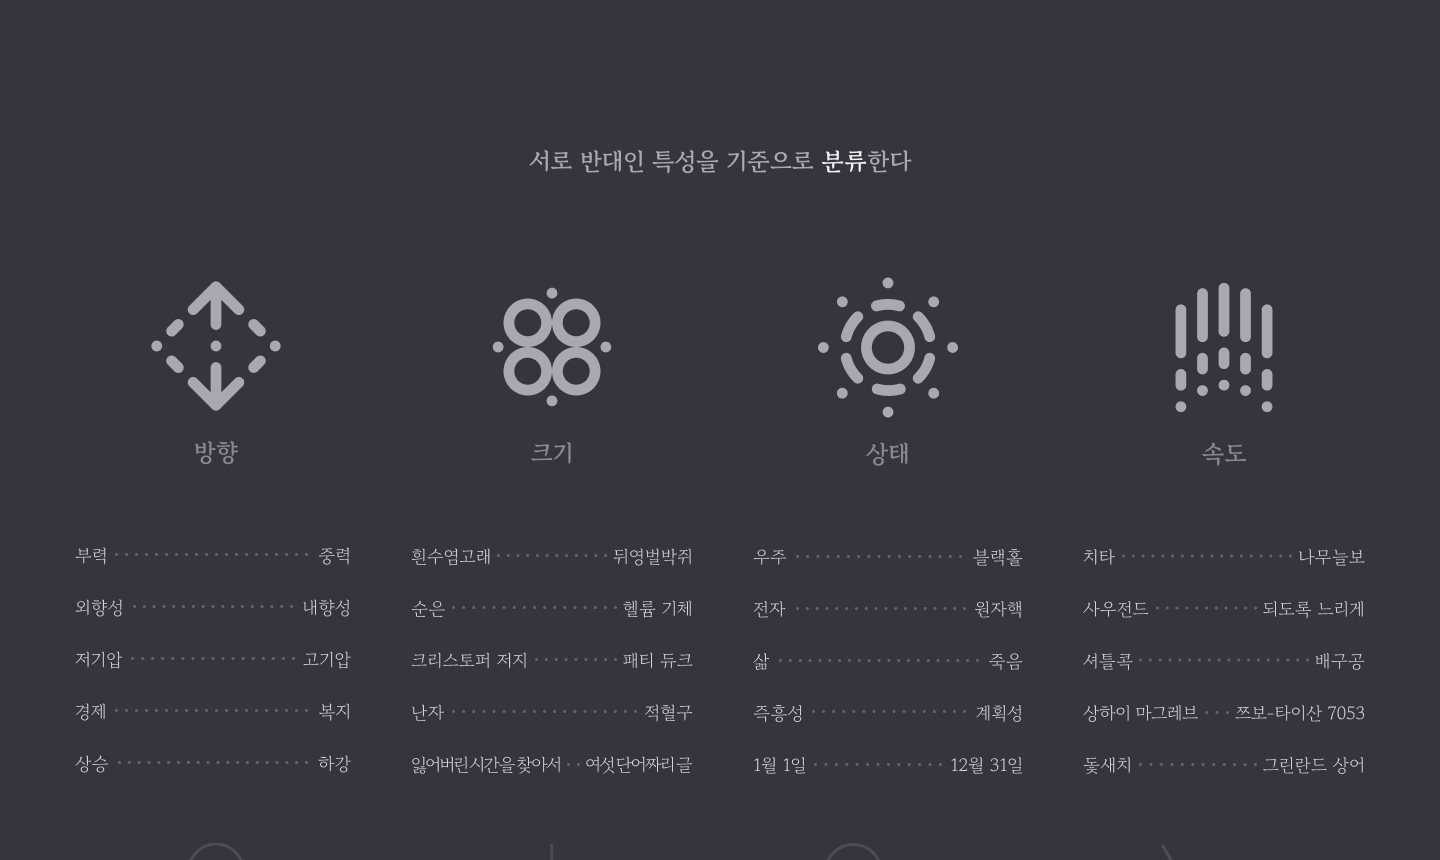 서로 반대인 특성을 기준으로 분류한다
방향
크기
상태
속도
부력 중력
외향성 내향성
저기압 고기압
경제 복지
상승 하강
흰수염고래 뒤영벌박쥐
순은 헬륨 기체
크리스토퍼 저지 패티 듀크
난자 적혈구
잃어버린시간을찾아서 여섯단어짜리글
우주 블랙홀
전자 원자핵
삶 죽음
즉흥성 계획성
1월 1일 12월 31일
치타 나무늘보
사우전드 되도록 느리게
셔틀콕 배구공
상하이 마그레브 쯔보-타이산 7053
돛새치 그린란드 상어